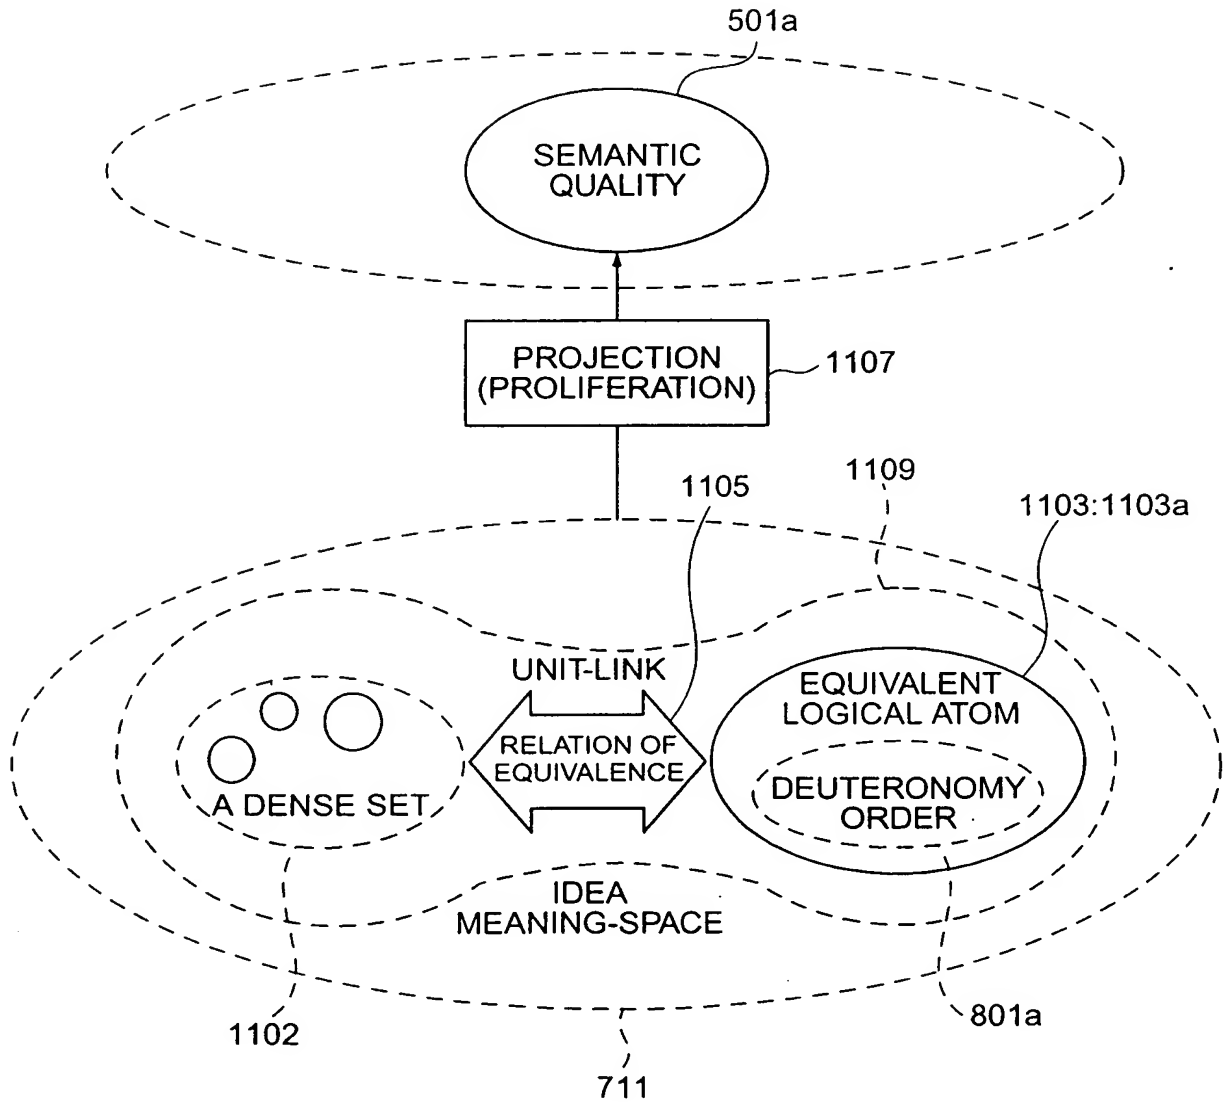 501a
SEMANTIC
QUALITY
PROJECTION
(PROLIFERATION)
1107
1109
1105
1103:1103a
UNIT-LINK
EQUIVALENT
LOGICAL ATOM
RELATION OF
EQUIVALENCE
DEUTERONOMY
ORDER
A DENSE SET
IDEA
MEANING-SPACE
801a
1102
711